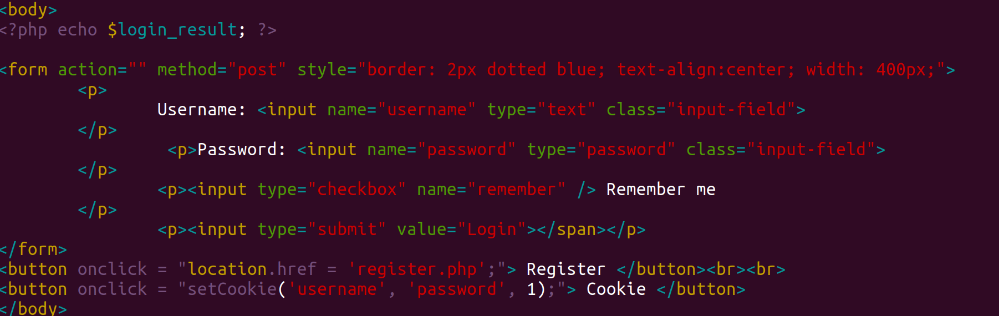 <body>
<?php echo $login_result; ?>
<form action="" method="post" style="border: 2px dotted blue; text-align:center; width: 400px;">
<p>
Username: <input name="username" type="text" class="input-field">
</p>
<p>Password: <input name="password" type="password" class="input-field">
</p>
<p><input type="checkbox" name="remember" /> Remember me
</p>
<p><input type="submit" value="Login"></span></p>
</form>
<button onclick = "location.href = 'register.php';"> Register </button><br><br>
<button onclick = "setCookie('username', 'password', 1);"> Cookie </button>
</body>